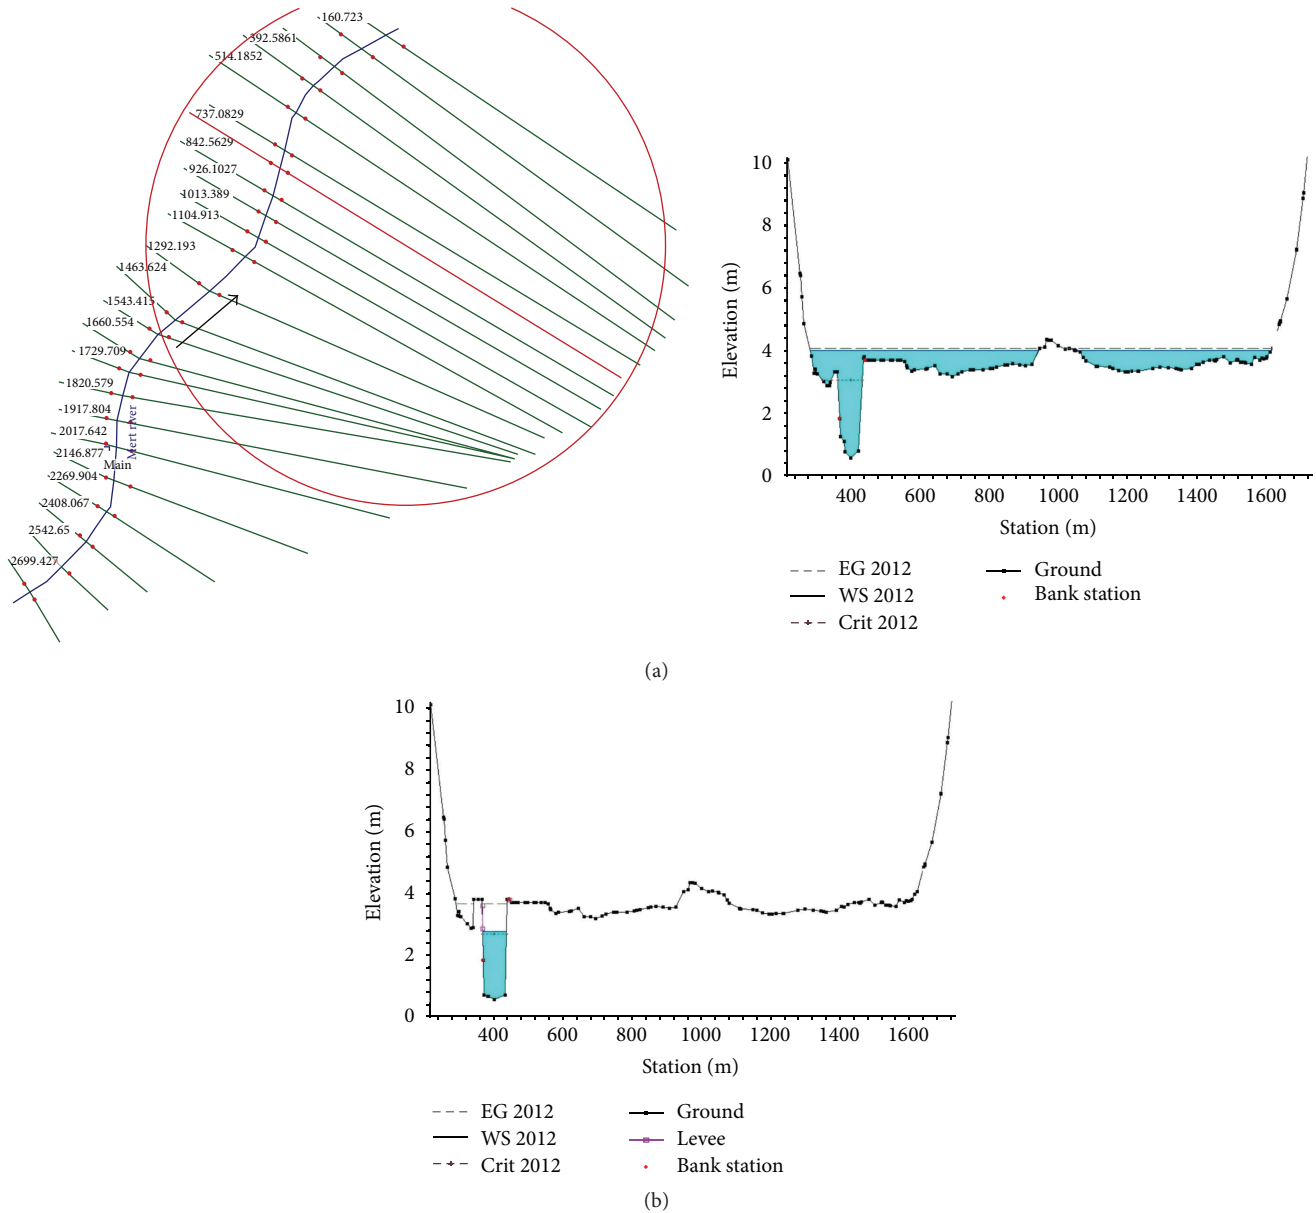 160.723
392.5861
514.1852
737.0829
842.5629
926.1027
1013.389
1104.913
1292.193
1463.624
1543.415
1660.554
1729.709
1820.579
1917.804
2017.642
2146.877
Main
Mert river
2269.904
2408.067
2542.65
2699.427
Elevation (m)
10
8
6
4
2
0
400 600 800 1000 1200 1400 1600
Station (m)
EG 2012
WS 2012
Crit 2012
Ground
Bank station
(a)
Elevation (m)
10
8
6
4
2
0
400 600 800 1000 1200 1400 1600
Station (m)
EG 2012
WS 2012
Crit 2012
Ground
Levee
Bank station
(b)